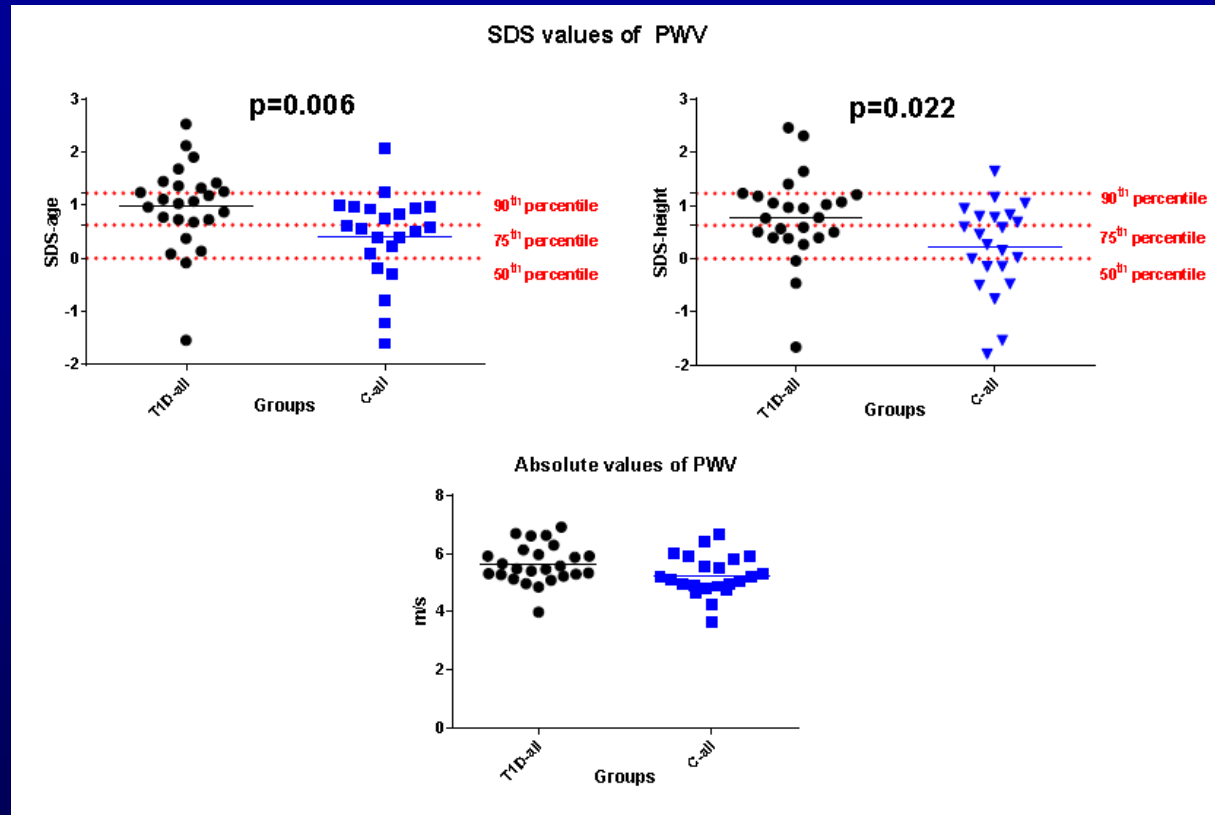 SDS values of PWV
p=0.006
3
2
1
0
-1
-2
SDS-age
90th percentile
75th percentile
50th percentile
T1D-all
C-all
Groups
p=0.022
3
2
1
0
-1
-2
SDS-height
90th percentile
75th percentile
50th percentile
T1D-all
C-all
Groups
Absolute values of PWV
8
6
4
2
0
m/s
T1D-all
C-all
Groups